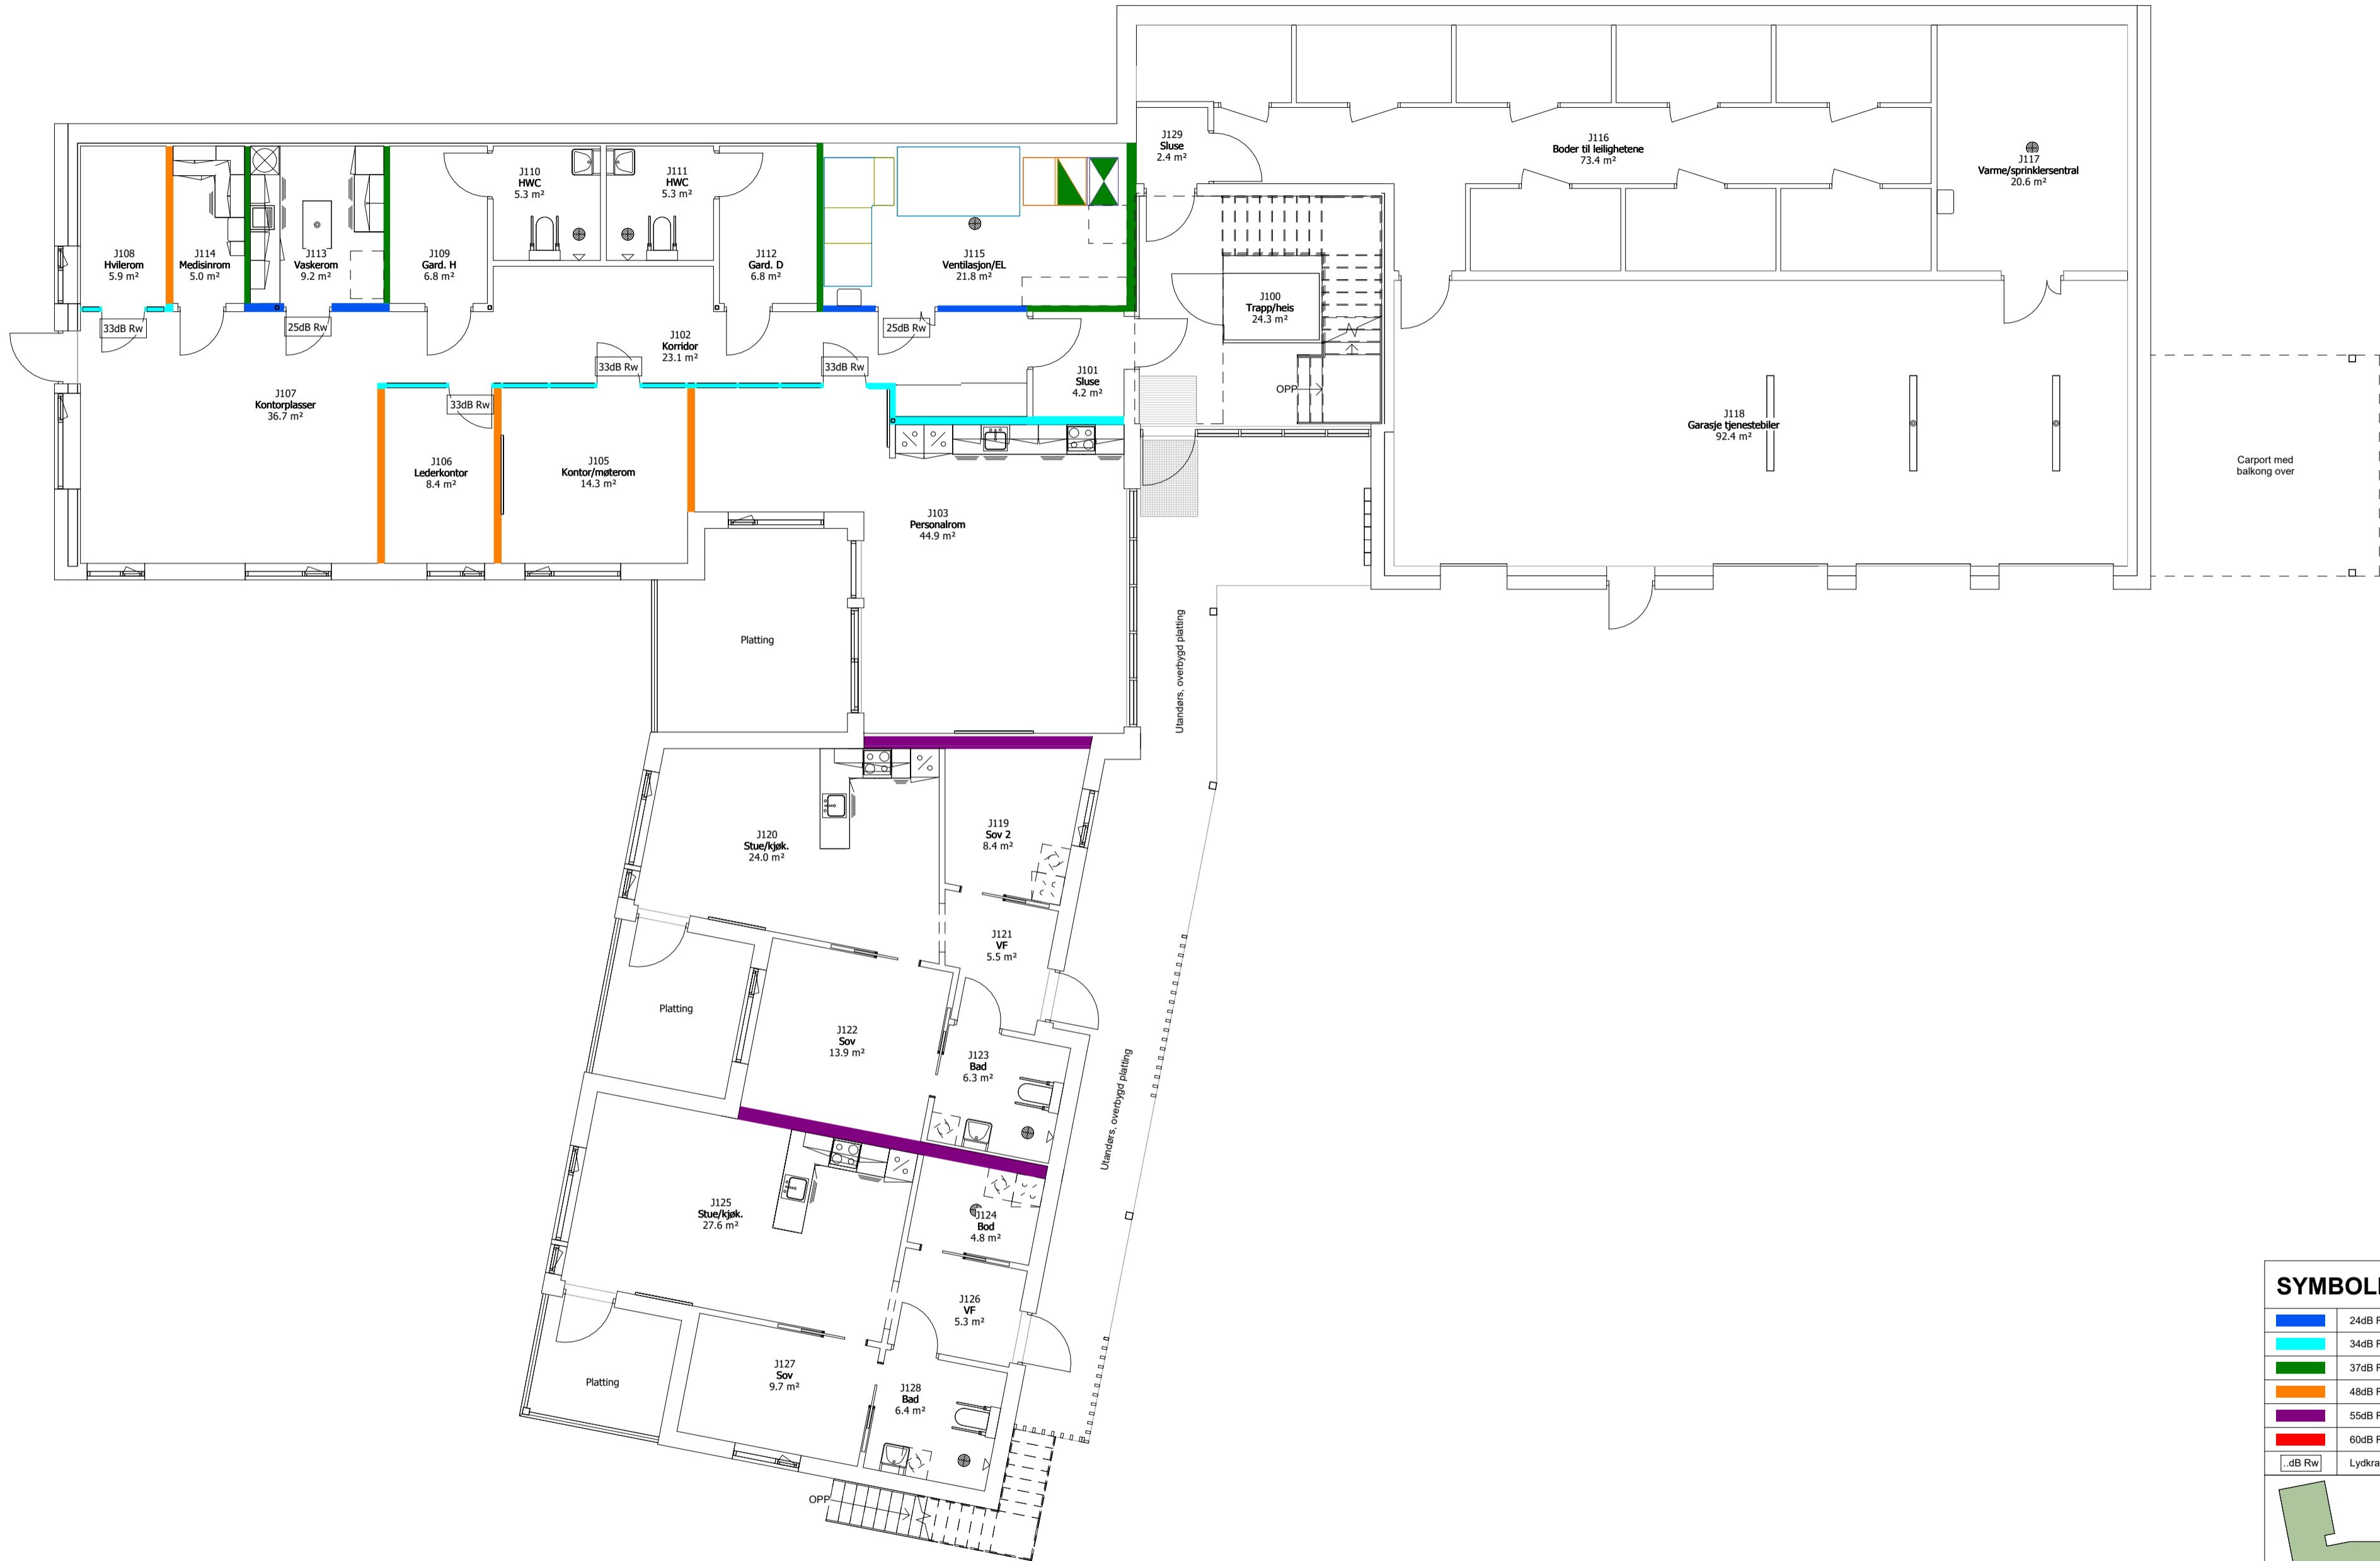 J129
Sluse
2.4 m²
J116
Boder til leilighetene
73.4 m²
J117
Varme/sprinklersentral
20.6 m²
J110
HWC
5.3 m²
J111
HWC
5.3 m²
J108
Hvilerom
5.9 m²
J114
Medisinrom
5.0 m²
J113
Vaskerom
9.2 m²
J109
Gard. H
6.8 m²
J112
Gard. D
6.8 m²
J115
Ventilasjon/EL
21.8 m²
J100
Trapp/heis
24.3 m²
33dB Rw
25dB Rw
25dB Rw
J102
Korridor
23.1 m²
33dB Rw
33dB Rw
J101
Sluse
4.2 m²
OPP
J107
Kontorplasser
36.7 m²
33dB Rw
J118
Garasje tjenestebiler
92.4 m²
J106
Lederkontor
8.4 m²
J105
Kontor/møterom
14.3 m²
Carport med
balkong over
J103
Personalrom
44.9 m²
Platting
Utandørs, overbygd platting
J120
Stue/kjøk.
24.0 m²
J119
Sov 2
8.4 m²
J121
VF
5.5 m²
Platting
J122
Sov
13.9 m²
J123
Bad
6.3 m²
Utandørs, overbygd platting
J125
Stue/kjøk.
27.6 m²
J124
Bod
4.8 m²
J126
VF
5.3 m²
Platting
J127
Sov
9.7 m²
J128
Bad
6.4 m²
OPP
24dB
34dB
37dB
48dB
55dB
60dB
..dB Rw